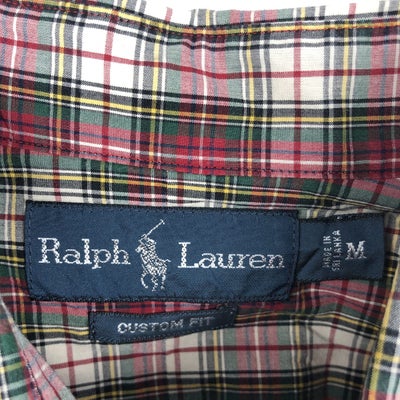 Ralph Lauren
MADE IN
SRI LANKA
M
CUSTOM FIT